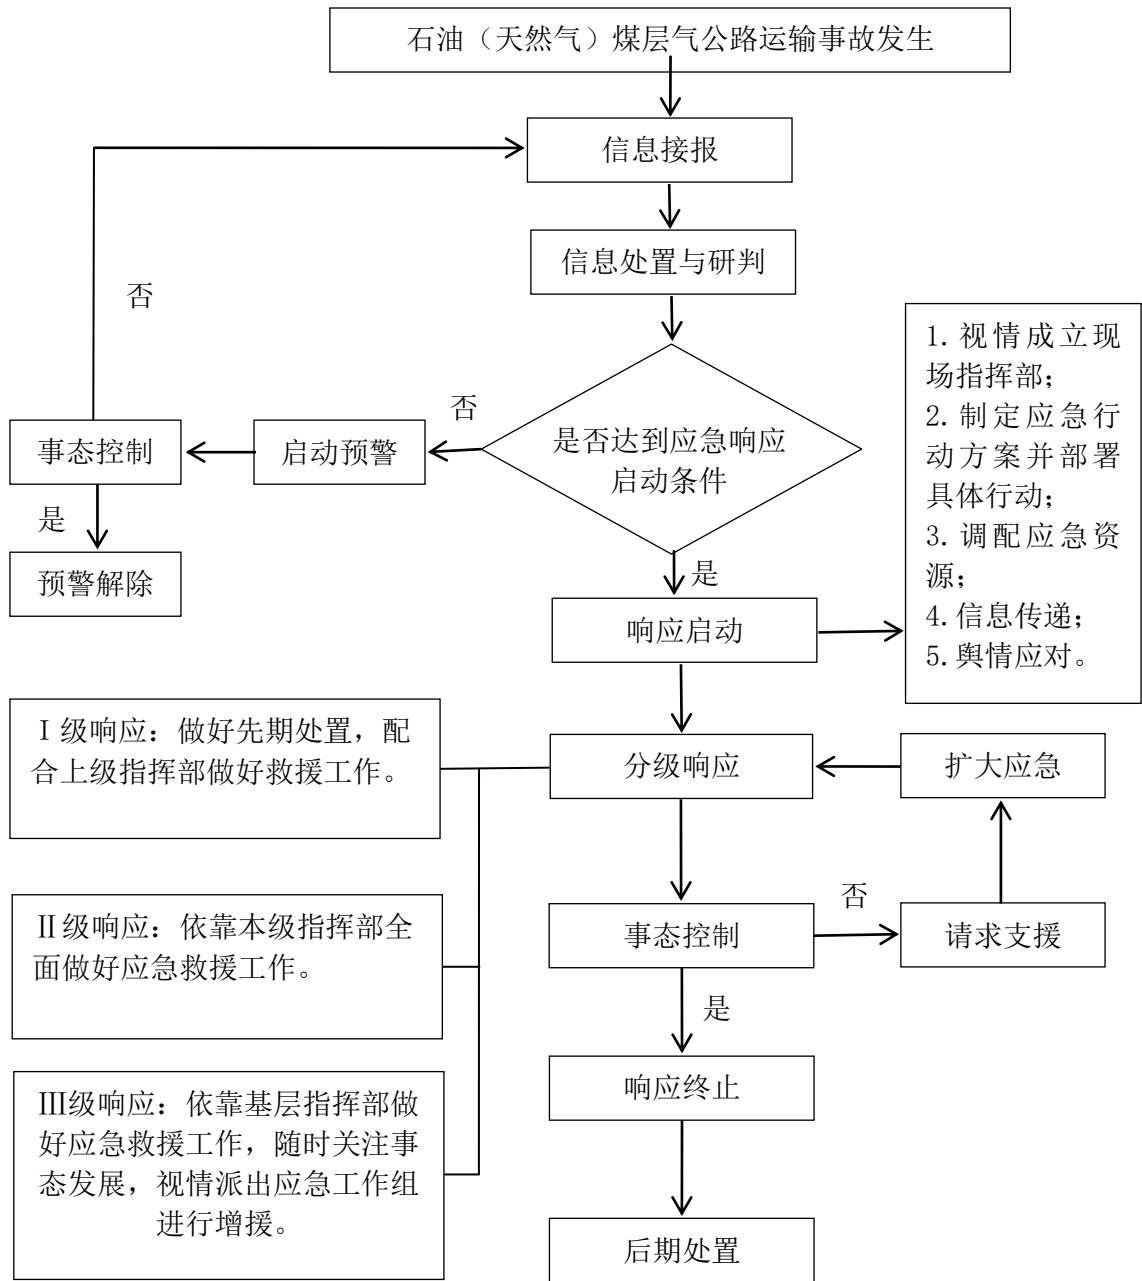 石油（天然气）煤层气公路运输事故发生
信息接报
信息处置与研判
否
是否达到应急响应
启动条件
否
启动预警
事态控制
是
预警解除
是
响应启动
1. 视情成立现
场指挥部；
2. 制定应急行
动方案并部署
具体行动；
3. 调配应急资
源；
4. 信息传递；
5. 舆情应对。
分级响应
Ⅰ级响应：做好先期处置，配
合上级指挥部做好救援工作。
Ⅱ级响应：依靠本级指挥部全
面做好应急救援工作。
Ⅲ级响应：依靠基层指挥部做
好应急救援工作，随时关注事
态发展，视情派出应急工作组
进行增援。
扩大应急
事态控制
否
请求支援
是
响应终止
后期处置